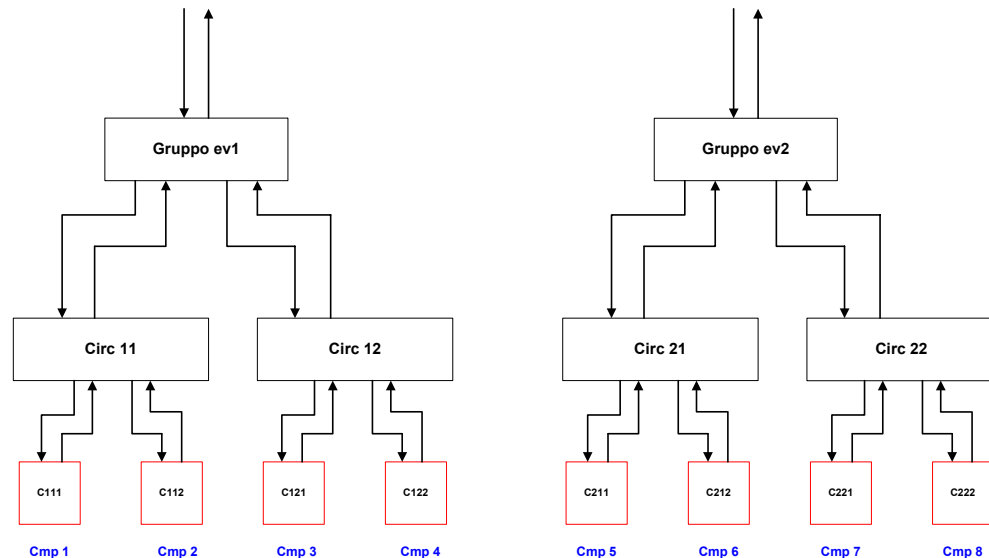 Gruppo ev1
Gruppo ev2
Circ 11
Circ 12
Circ 21
Circ 22
C111
C112
C121
C122
C211
C212
C221
C222
Cmp 1
Cmp 2
Cmp 3
Cmp 4
Cmp 5
Cmp 6
Cmp 7
Cmp 8